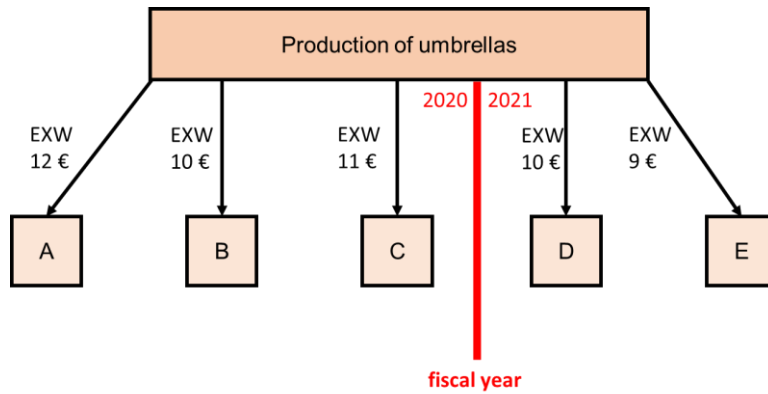 Production of umbrellas
2020 2021
EXW
12 €
EXW
10 €
EXW
11 €
EXW
10 €
EXW
9 €
A
B
C
D
E
fiscal year